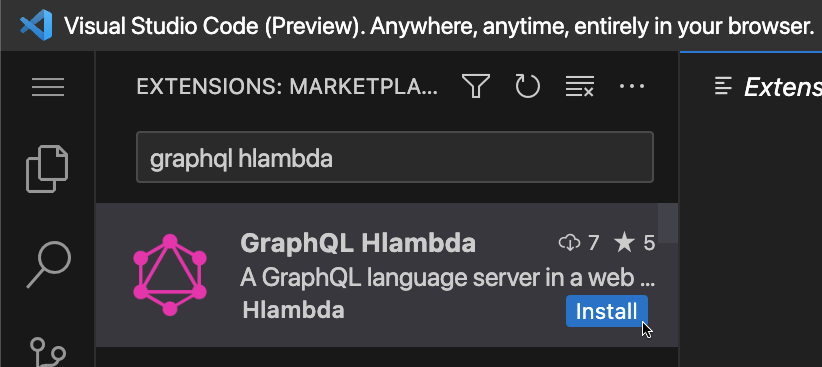 Visual Studio Code (Preview). Anywhere, anytime, entirely in your browser.
EXTENSIONS: MARKETPLA...
Extens
graphql hlambda
GraphQL Hlambda 7 5
A GraphQL language server in a web ...
Hlambda
Install